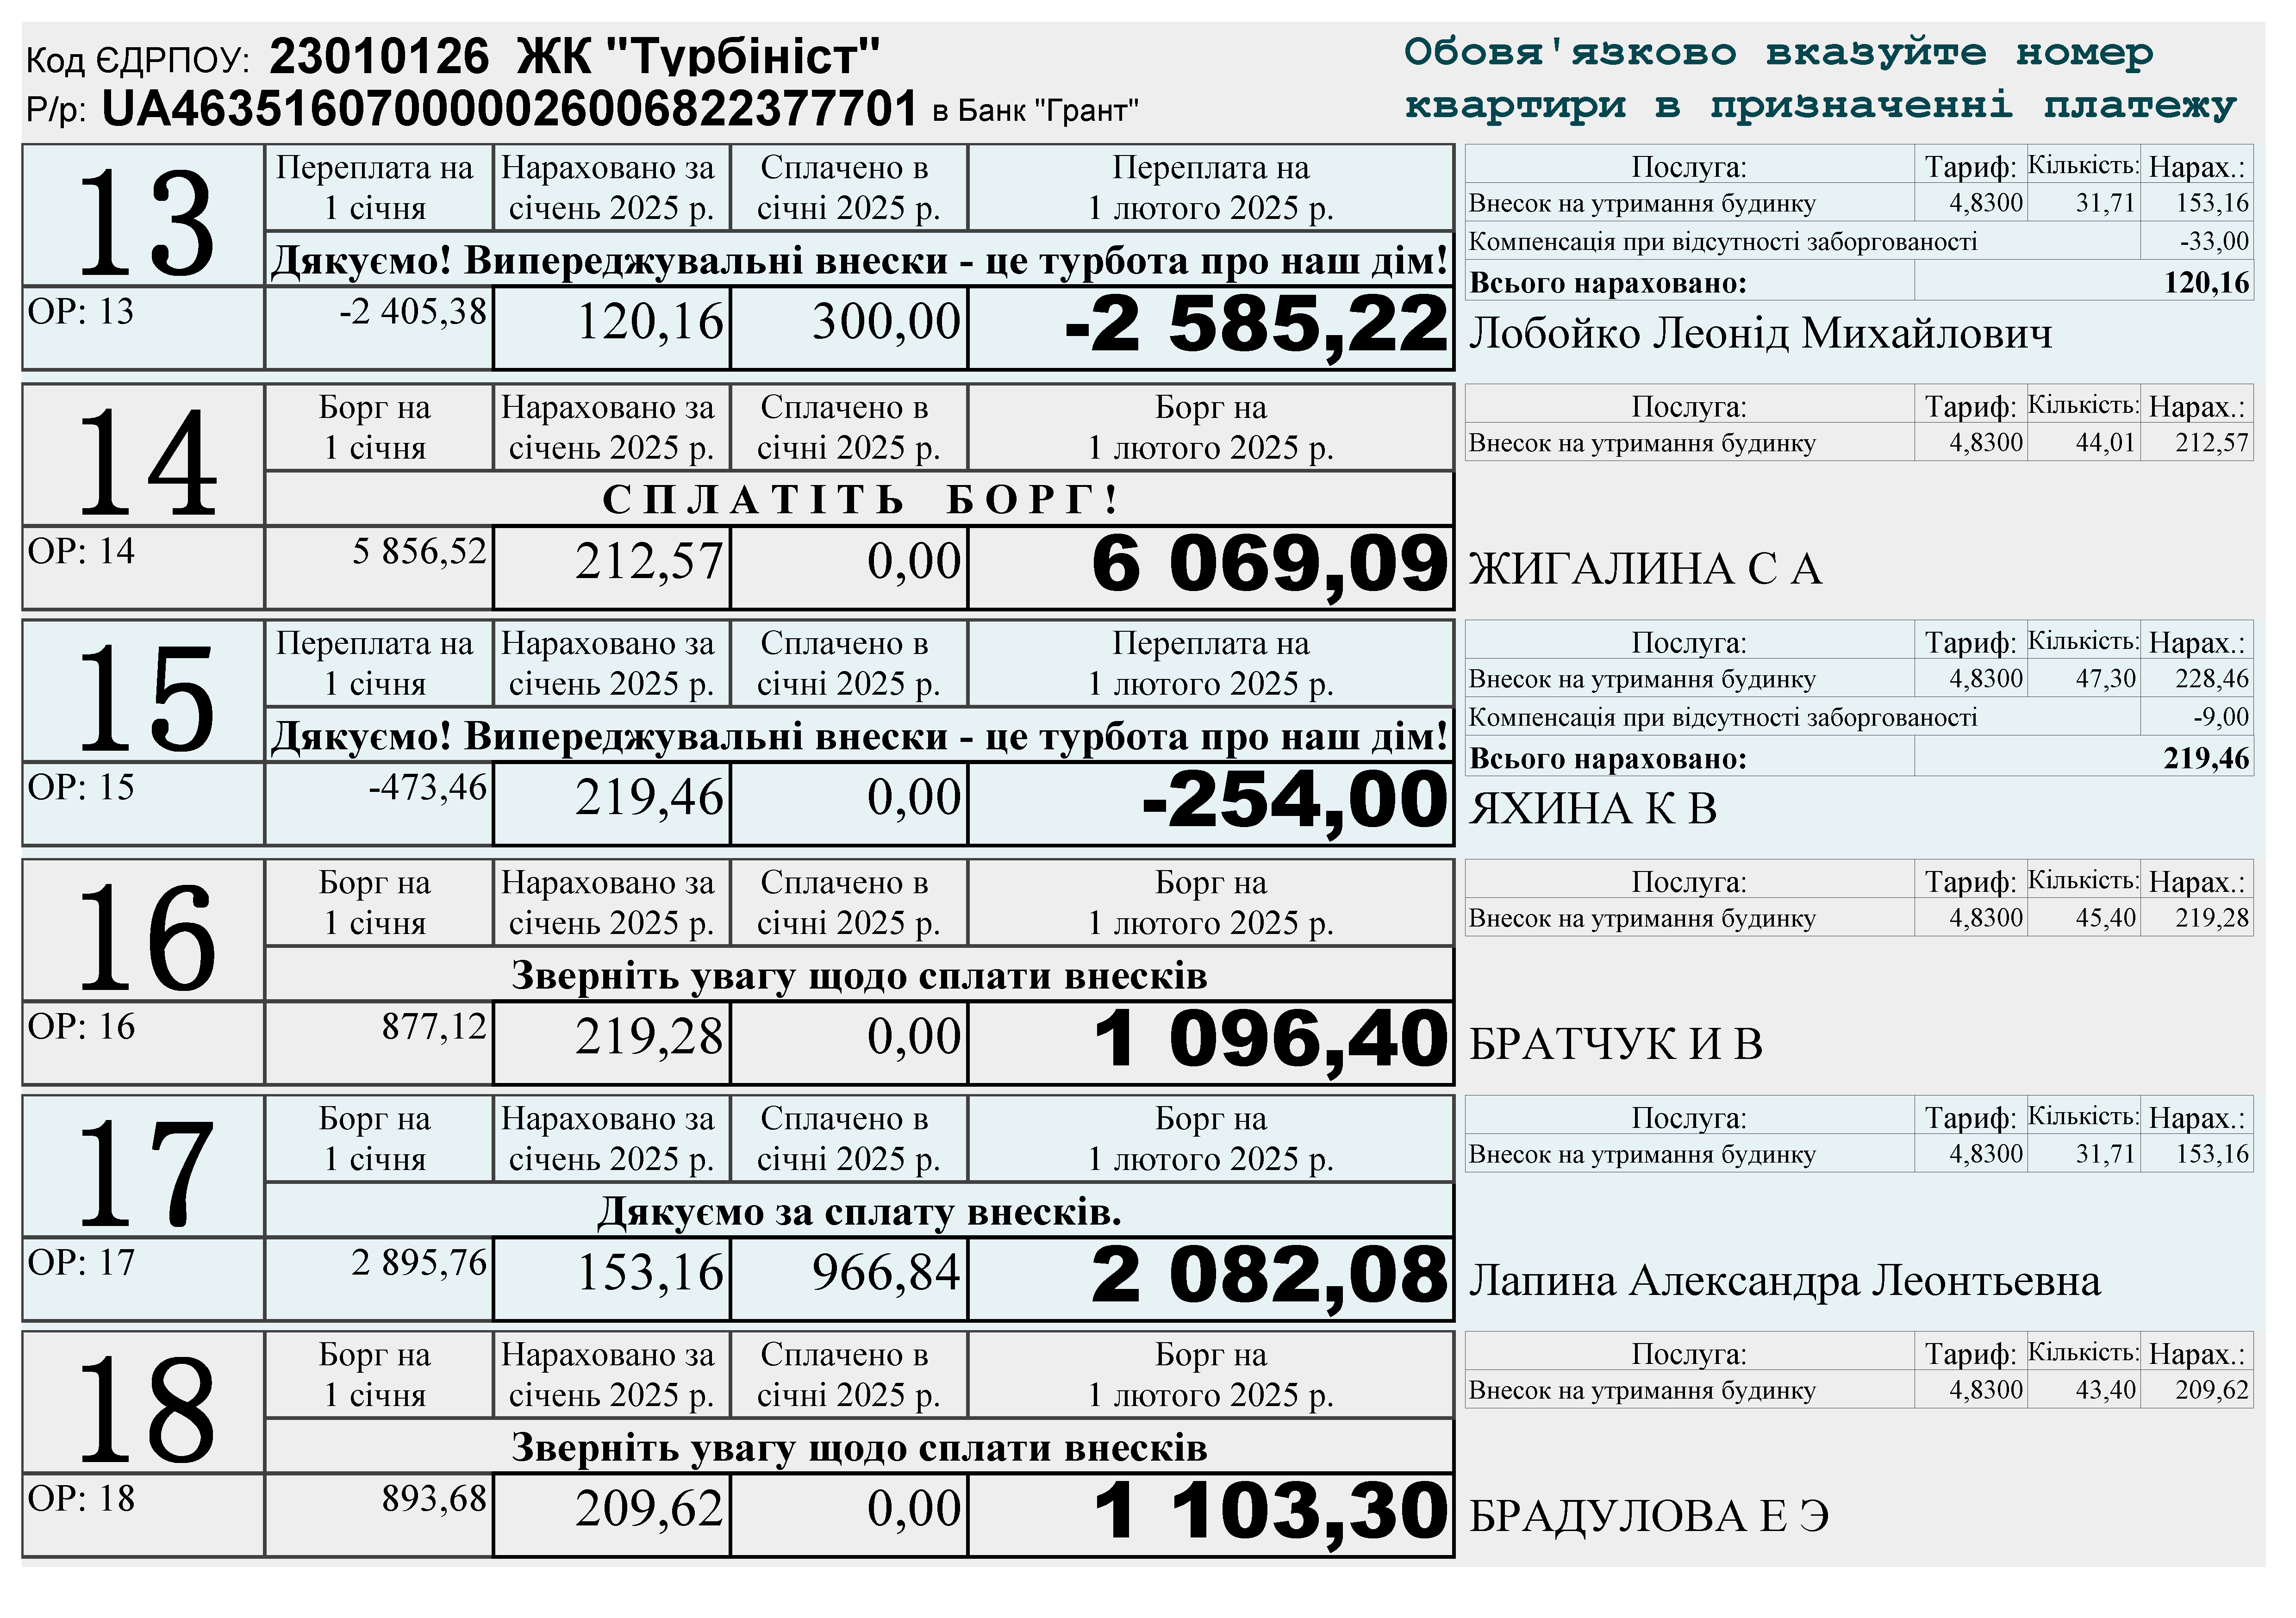 Код ЄДРПОУ: 23010126 ЖК "Турбініст"
Р/р: UA463516070000026006822377701 в Банк "Грант"
Обовя'язково вказуйте номер
квартири в призначенні платежу
13
Переплата на 1 січня Нараховано за січень 2025 р. Сплачено в січні 2025 р. Переплата на 1 лютого 2025 р.
Дякуємо! Випереджувальні внески - це турбота про наш дім!
ОР: 13 -2 405,38 120,16 300,00 -2 585,22
Послуга: Тариф: Кількість: Нарах.:
Внесок на утримання будинку 4,8300 31,71 153,16
Компенсація при відсутності заборгованості -33,00
Всього нараховано: 120,16
Лобойко Леонід Михайлович
14
Борг на 1 січня Нараховано за січень 2025 р. Сплачено в січні 2025 р. Борг на 1 лютого 2025 р.
С П Л А Т І Т Ь Б О Р Г !
ОР: 14 5 856,52 212,57 0,00 6 069,09
Послуга: Тариф: Кількість: Нарах.:
Внесок на утримання будинку 4,8300 44,01 212,57
ЖИГАЛИНА С А
15
Переплата на 1 січня Нараховано за січень 2025 р. Сплачено в січні 2025 р. Переплата на 1 лютого 2025 р.
Дякуємо! Випереджувальні внески - це турбота про наш дім!
ОР: 15 -473,46 219,46 0,00 -254,00
Послуга: Тариф: Кількість: Нарах.:
Внесок на утримання будинку 4,8300 47,30 228,46
Компенсація при відсутності заборгованості -9,00
Всього нараховано: 219,46
ЯХИНА К В
16
Борг на 1 січня Нараховано за січень 2025 р. Сплачено в січні 2025 р. Борг на 1 лютого 2025 р.
Зверніть увагу щодо сплати внесків
ОР: 16 877,12 219,28 0,00 1 096,40
Послуга: Тариф: Кількість: Нарах.:
Внесок на утримання будинку 4,8300 45,40 219,28
БРАТЧУК И В
17
Борг на 1 січня Нараховано за січень 2025 р. Сплачено в січні 2025 р. Борг на 1 лютого 2025 р.
Дякуємо за сплату внесків.
ОР: 17 2 895,76 153,16 966,84 2 082,08
Послуга: Тариф: Кількість: Нарах.:
Внесок на утримання будинку 4,8300 31,71 153,16
Лапина Александра Леонтьевна
18
Борг на 1 січня Нараховано за січень 2025 р. Сплачено в січні 2025 р. Борг на 1 лютого 2025 р.
Зверніть увагу щодо сплати внесків
ОР: 18 893,68 209,62 0,00 1 103,30
Послуга: Тариф: Кількість: Нарах.:
Внесок на утримання будинку 4,8300 43,40 209,62
БРАДУЛОВА Е Э